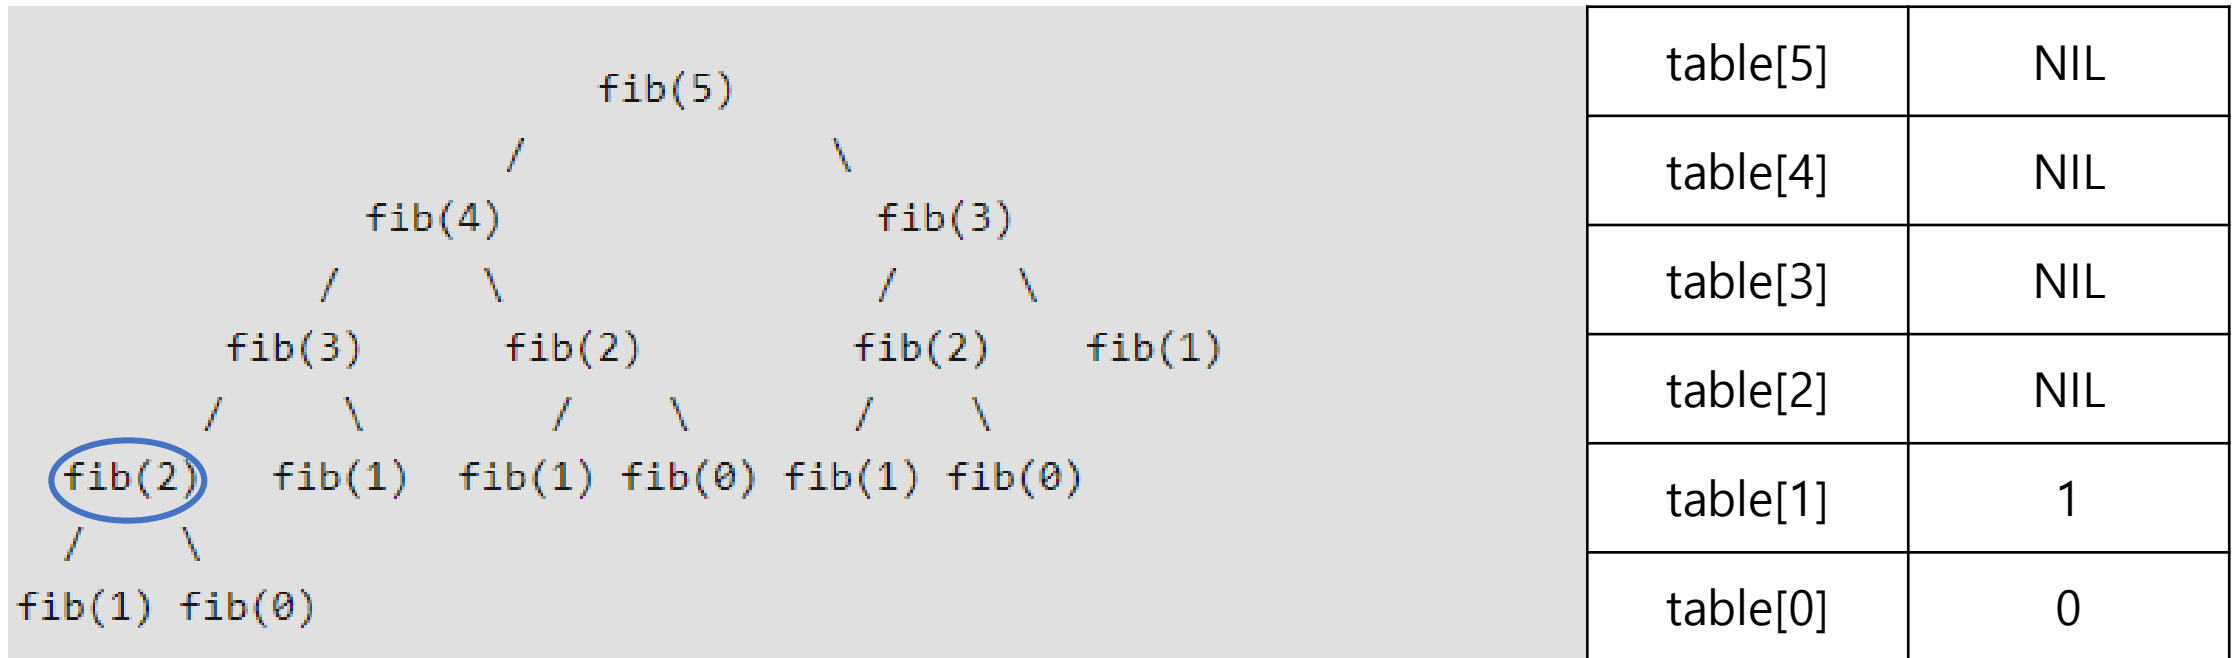 fib(5)
/ \
fib(4) fib(3)
/ \ / \
fib(3) fib(2) fib(2) fib(1)
/ \ / \ / \
fib(2) fib(1) fib(1) fib(0) fib(1) fib(0)
/ \
fib(1) fib(0)
table[5] NIL
table[4] NIL
table[3] NIL
table[2] NIL
table[1] 1
table[0] 0